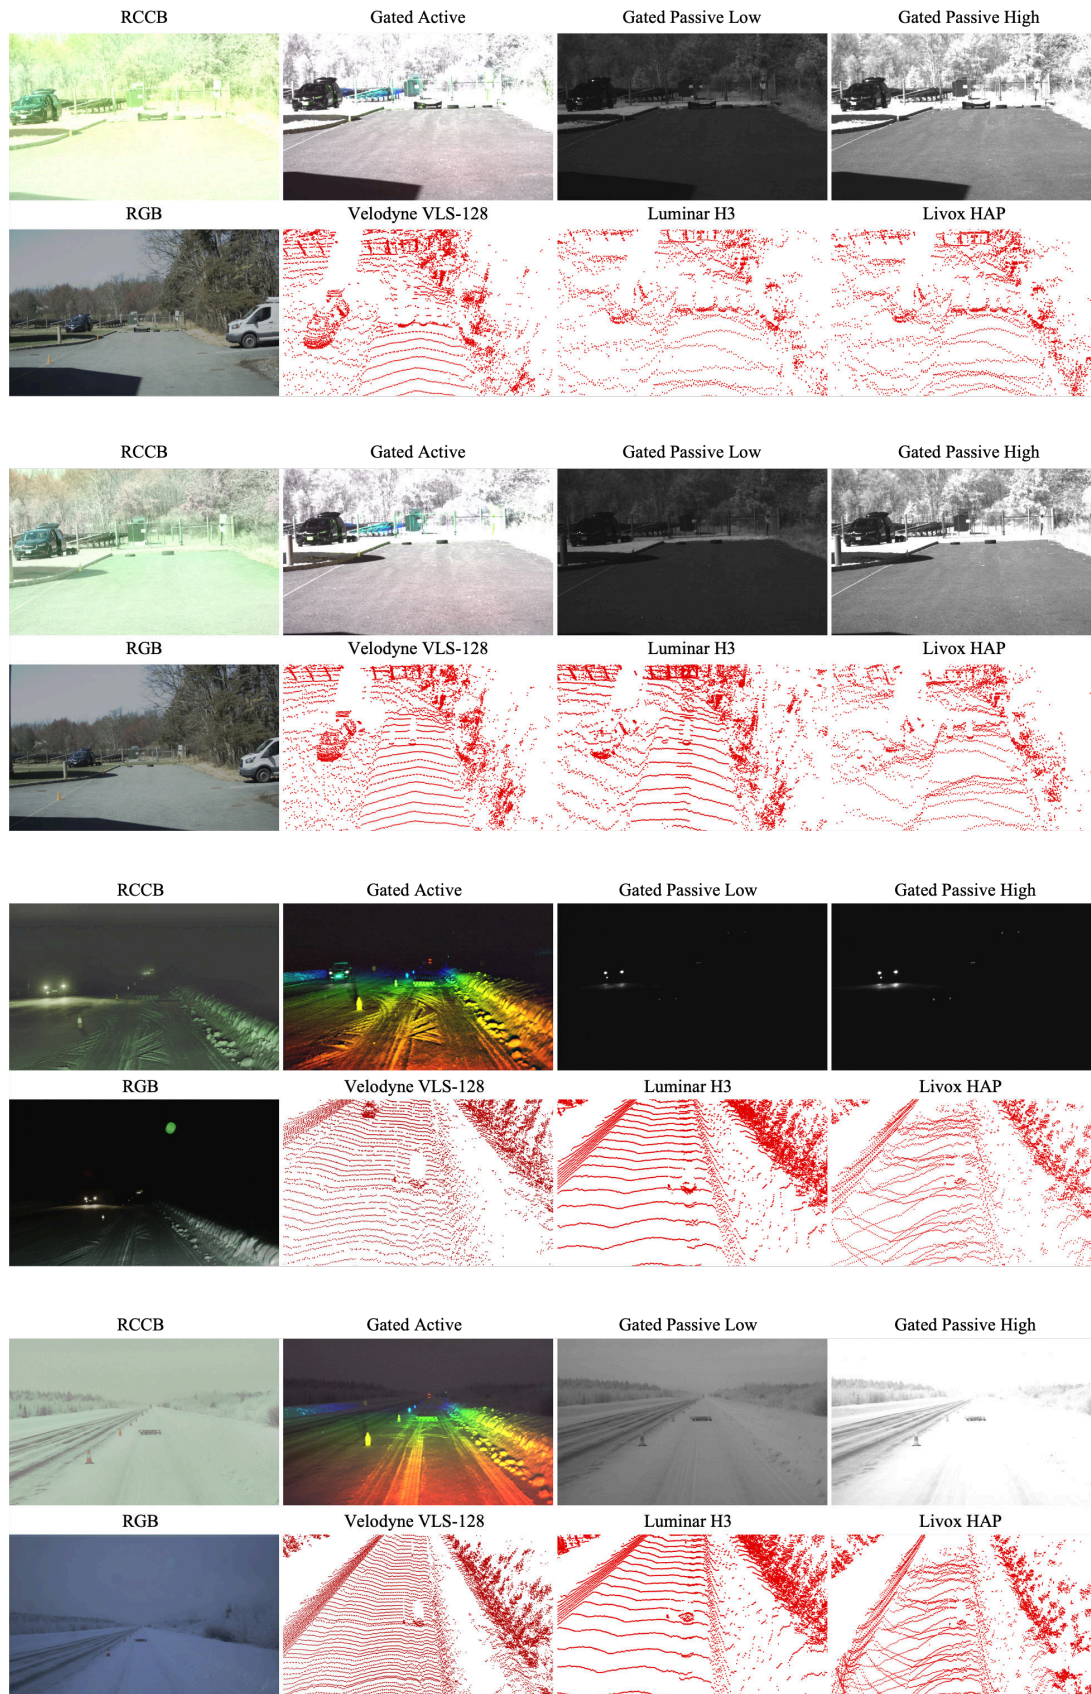 RCCB Gated Active Gated Passive Low Gated Passive High
RGB Velodyne VLS-128 Luminar H3 Livox HAP
RCCB Gated Active Gated Passive Low Gated Passive High
RGB Velodyne VLS-128 Luminar H3 Livox HAP
RCCB Gated Active Gated Passive Low Gated Passive High
RGB Velodyne VLS-128 Luminar H3 Livox HAP
RCCB Gated Active Gated Passive Low Gated Passive High
RGB Velodyne VLS-128 Luminar H3 Livox HAP